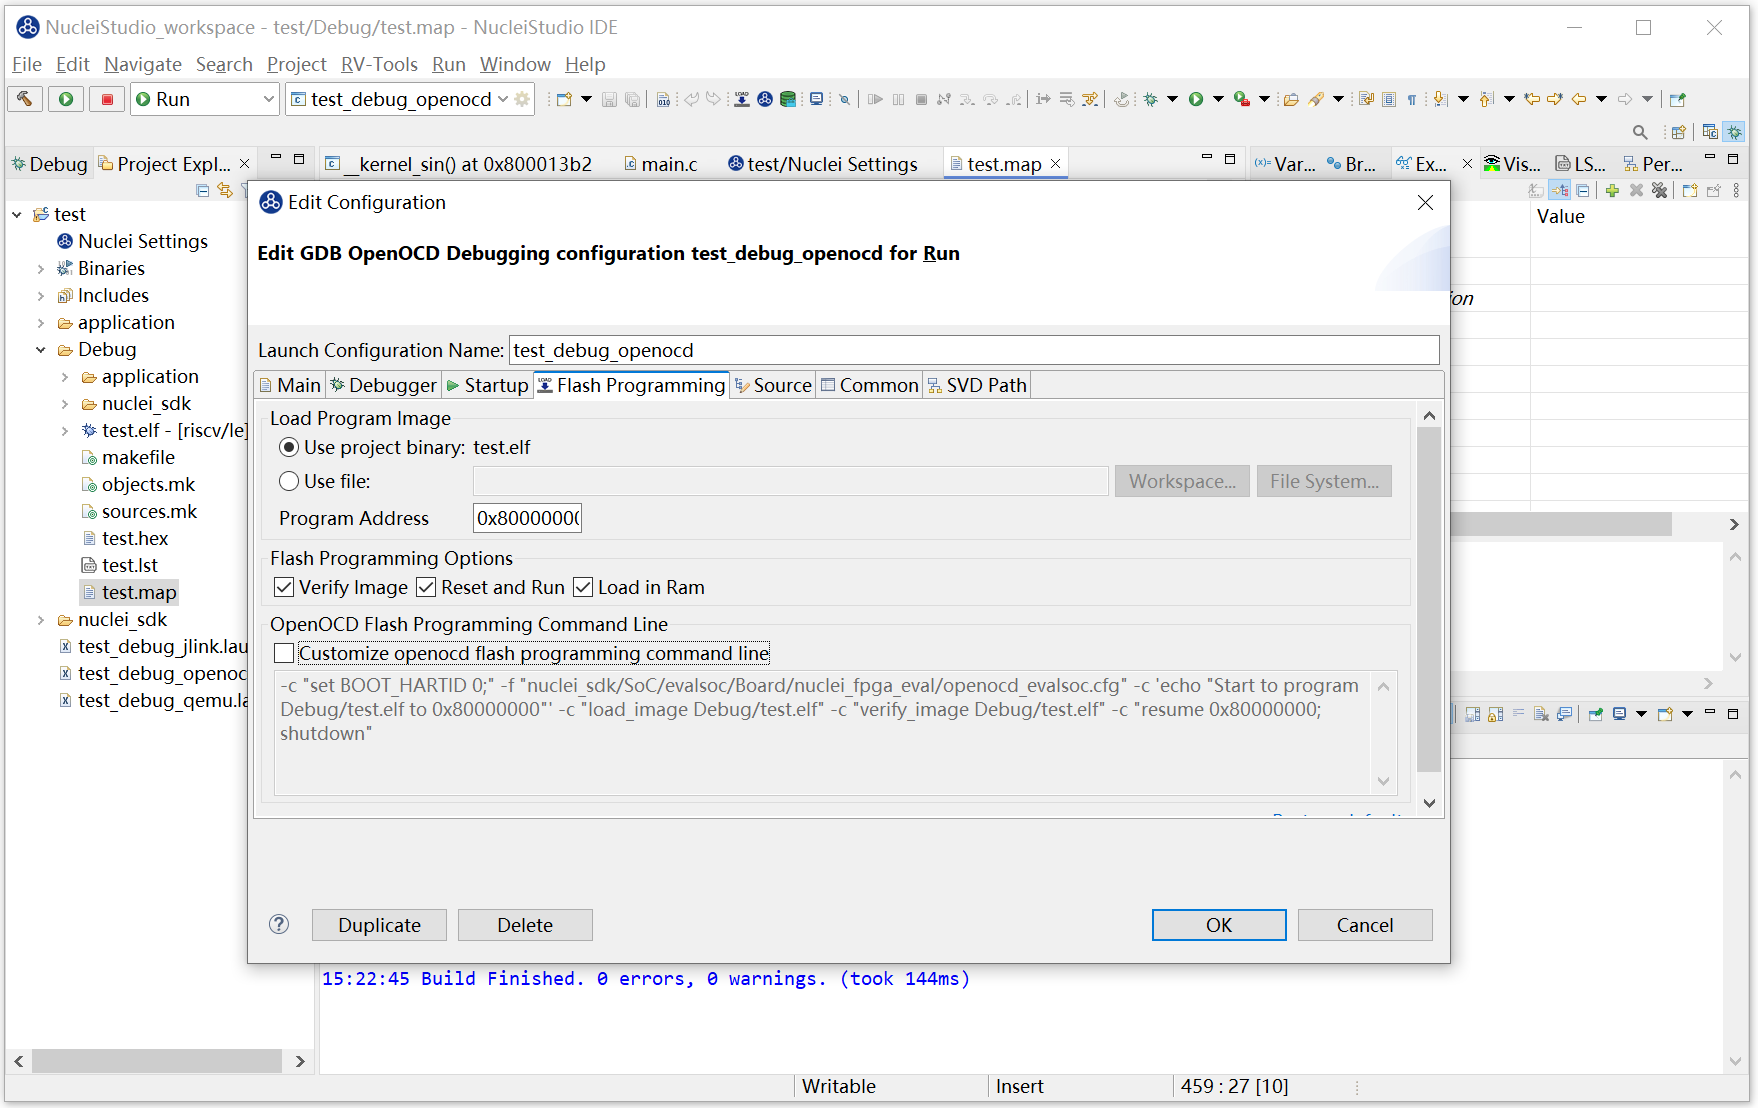 NucleiStudio_workspace - test/Debug/test.map - NucleiStudio IDE
File Edit Navigate Search Project RV-Tools Run Window Help
Run test_debug_openocd
Debug Project Expl...
__kernel_sin() at 0x800013b2 main.c test/Nuclei Settings test.map
Var... Br... Ex... Vis... LS... Per...
test
Nuclei Settings
Binaries
Includes
application
Debug
application
nuclei_sdk
test.elf - [riscv/le]
makefile
objects.mk
sources.mk
test.hex
test.lst
test.map
nuclei_sdk
test_debug_jlink.lau
test_debug_openoc
test_debug_qemu.la
Value
ion
Edit Configuration
Edit GDB OpenOCD Debugging configuration test_debug_openocd for Run
Launch Configuration Name: test_debug_openocd
Main Debugger Startup Flash Programming Source Common SVD Path
Load Program Image
Use project binary: test.elf
Use file: Workspace... File System...
Program Address 0x8000000(
Flash Programming Options
Verify Image Reset and Run Load in Ram
OpenOCD Flash Programming Command Line
Customize openocd flash programming command line
-c "set BOOT_HARTID 0;" -f "nuclei_sdk/SoC/evalsoc/Board/nuclei_fpga_eval/openocd_evalsoc.cfg" -c 'echo "Start to program
Debug/test.elf to 0x80000000"' -c "load_image Debug/test.elf" -c "verify_image Debug/test.elf" -c "resume 0x80000000;
shutdown"
Duplicate Delete OK Cancel
15:22:45 Build Finished. 0 errors, 0 warnings. (took 144ms)
Writable Insert 459 : 27 [10]